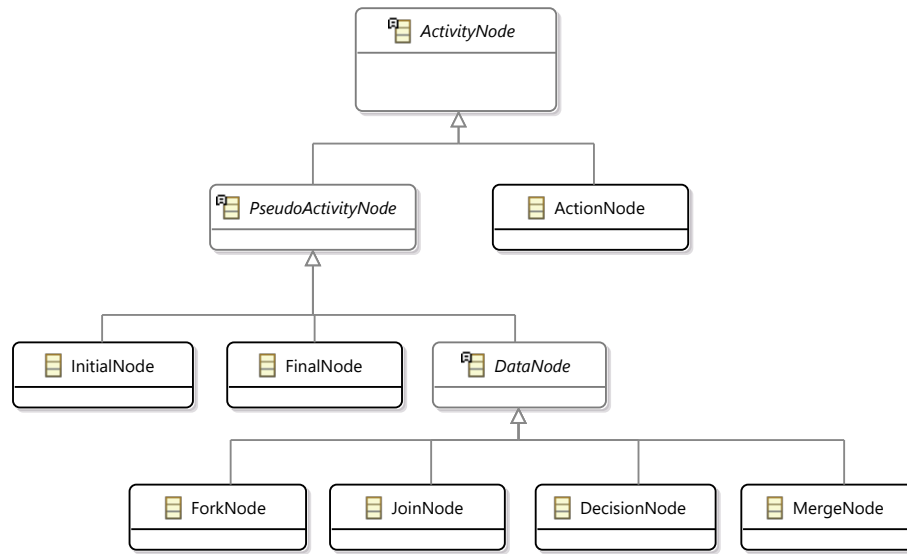 ActivityNode
PseudoActivityNode
ActionNode
InitialNode
FinalNode
DataNode
ForkNode
JoinNode
DecisionNode
MergeNode